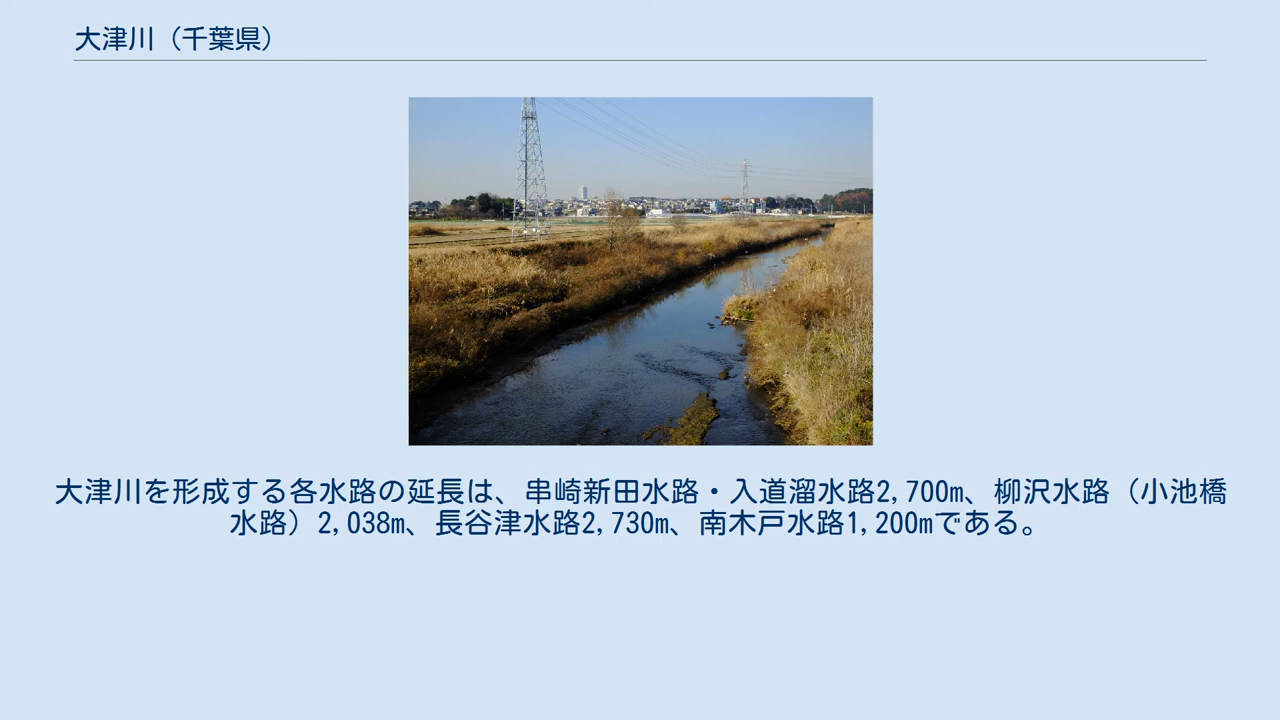 大津川（千葉県）
大津川を形成する各水路の延長は、串崎新田水路・入道溜水路2,700m、柳沢水路（小池橋
水路）2,038m、長谷津水路2,730m、南木戸水路1,200mである。